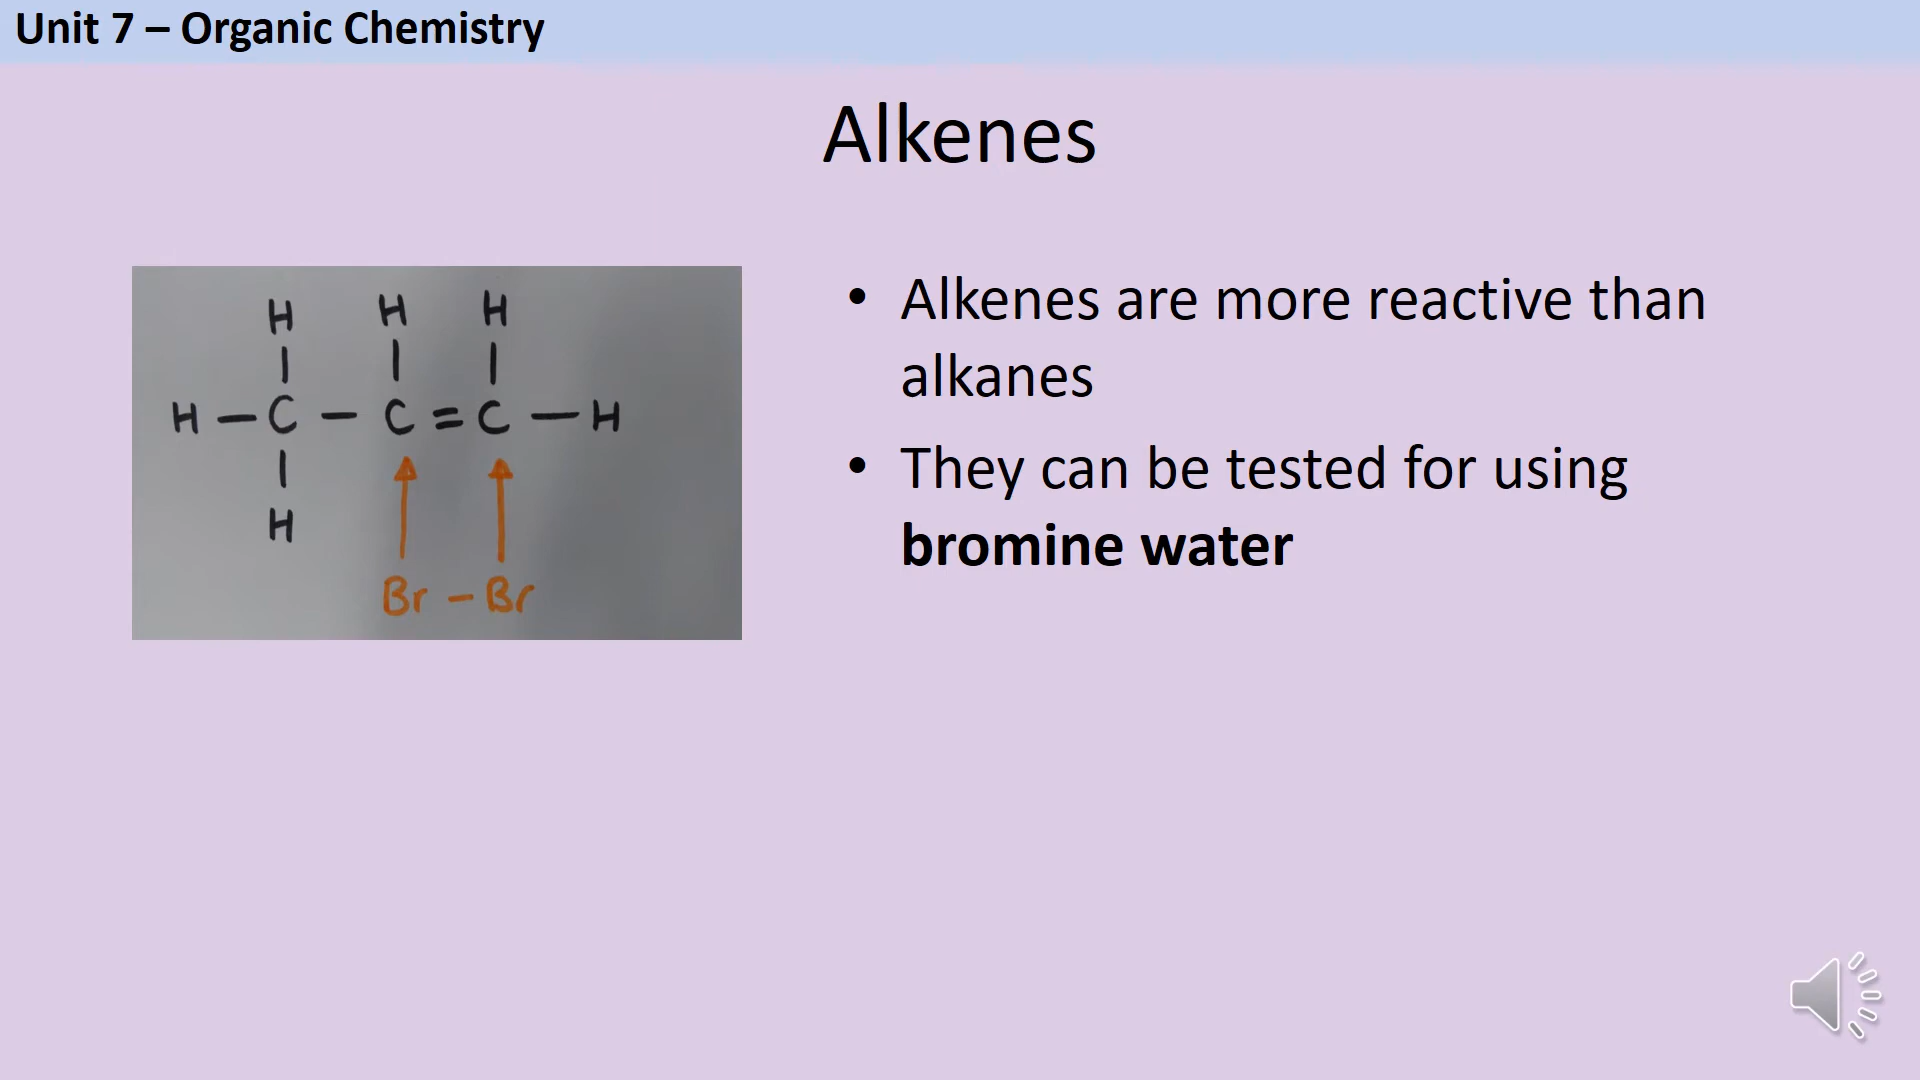 Unit 7 – Organic Chemistry
Alkenes
H H H
H – C – C = C – H
H
Br – Br
• Alkenes are more reactive than
alkanes
• They can be tested for using
bromine water